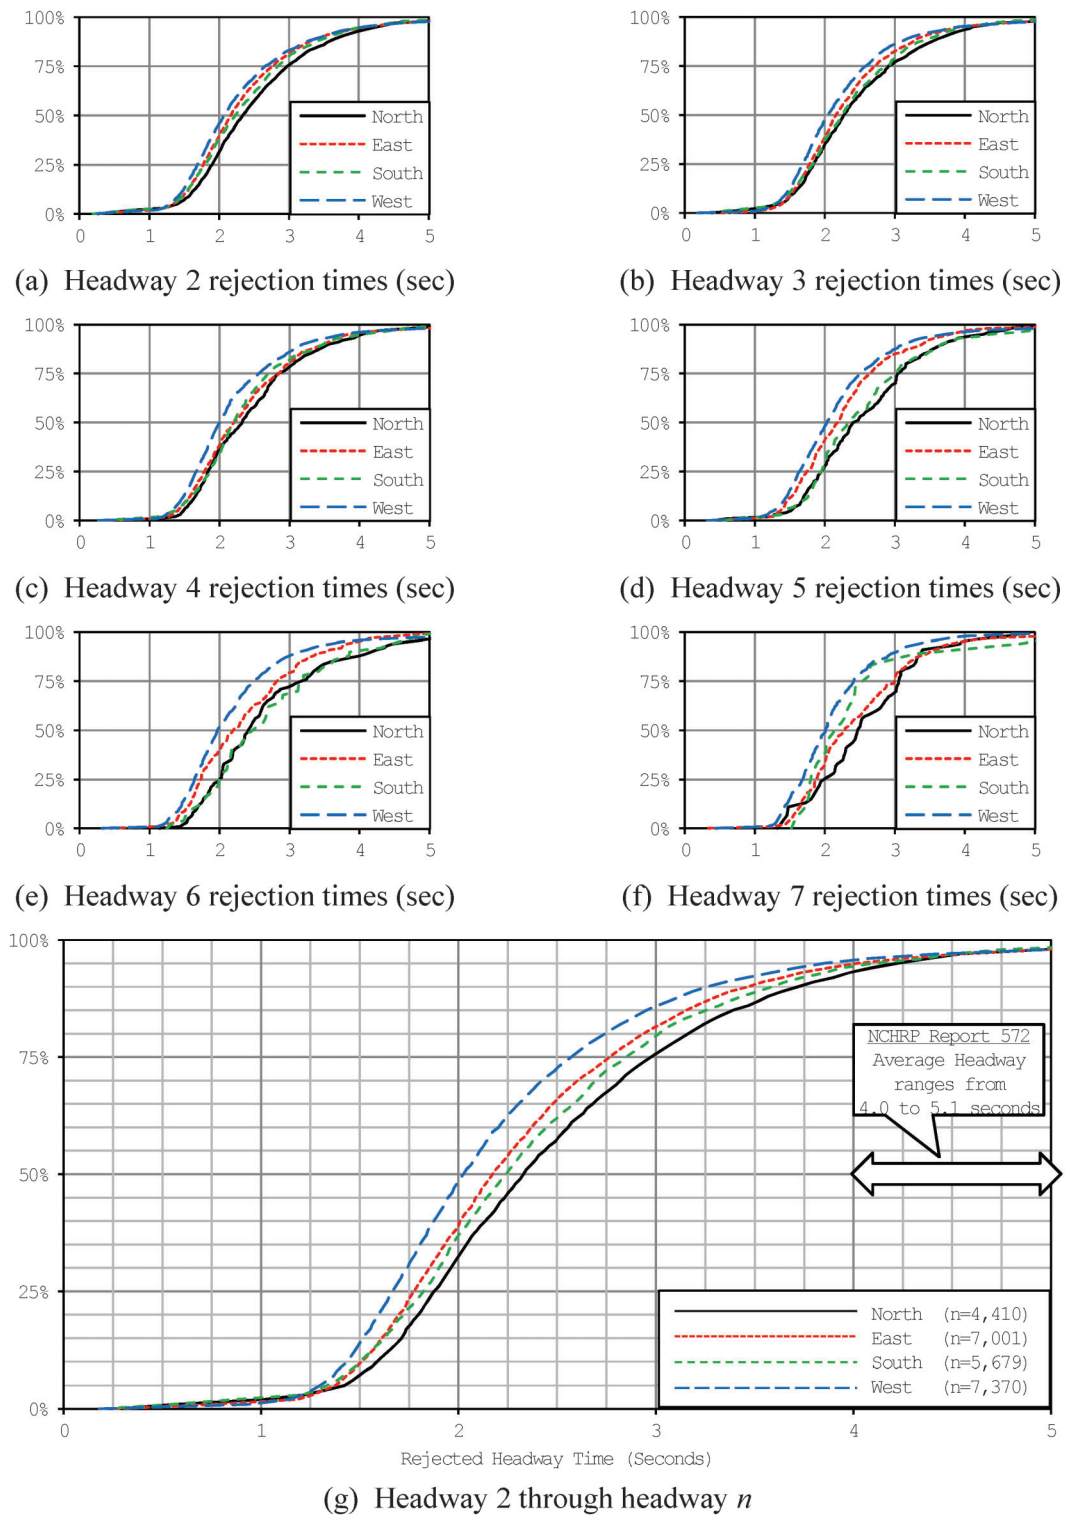 100%
75%
50%
25%
0%
0 1 2 3 4 5
North
East
South
West
(a) Headway 2 rejection times (sec)
100%
75%
50%
25%
0%
0 1 2 3 4 5
North
East
South
West
(b) Headway 3 rejection times (sec)
100%
75%
50%
25%
0%
0 1 2 3 4 5
North
East
South
West
(c) Headway 4 rejection times (sec)
100%
75%
50%
25%
0%
0 1 2 3 4 5
North
East
South
West
(d) Headway 5 rejection times (sec)
100%
75%
50%
25%
0%
0 1 2 3 4 5
North
East
South
West
(e) Headway 6 rejection times (sec)
100%
75%
50%
25%
0%
0 1 2 3 4 5
North
East
South
West
(f) Headway 7 rejection times (sec)
100%
75%
50%
25%
0%
NCHRP Report 572
Average Headway
ranges from
4.0 to 5.1 seconds
North (n=4,410)
East (n=7,001)
South (n=5,679)
West (n=7,370)
0 1 2 3 4 5
Rejected Headway Time (Seconds)
(g) Headway 2 through headway n